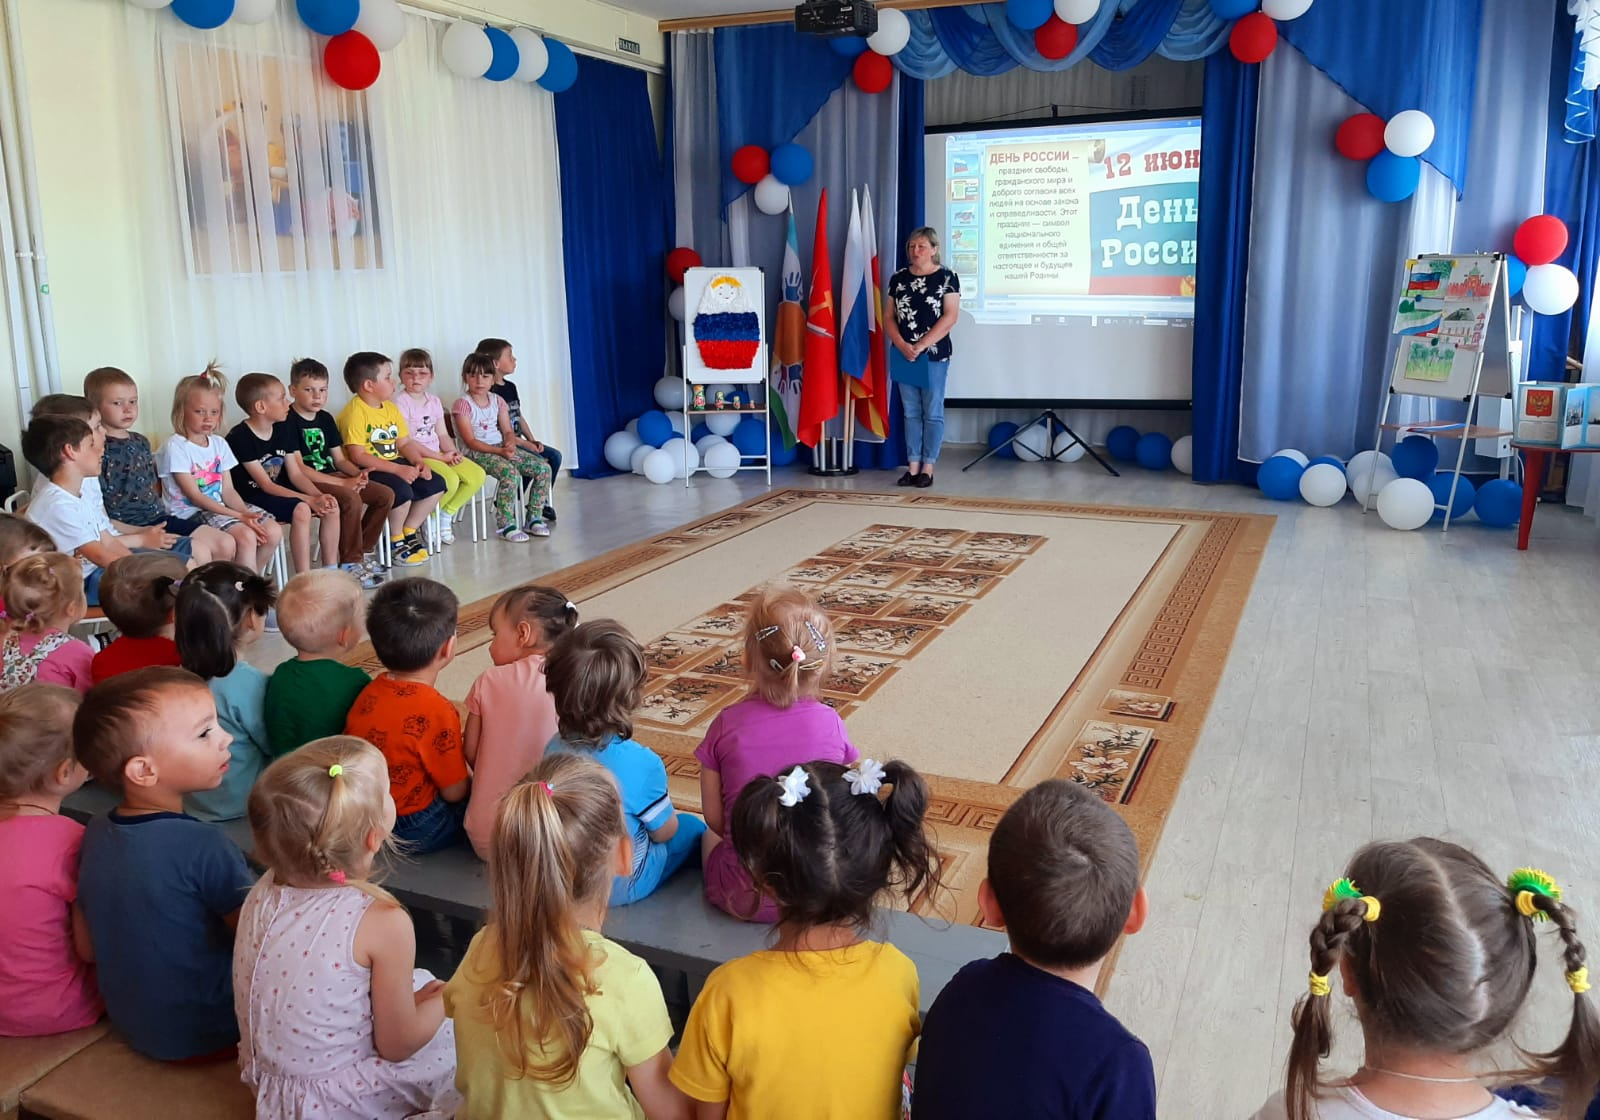 ВЫХОД
ДЕНЬ РОССИИ —
праздник свободы,
гражданского мира и
доброго согласия всех
людей на основе закона
и справедливости. Этот
праздник — символ
национального
единения и общей
ответственности за
настоящее и будущее
нашей Родины
12 июн
День
Росси